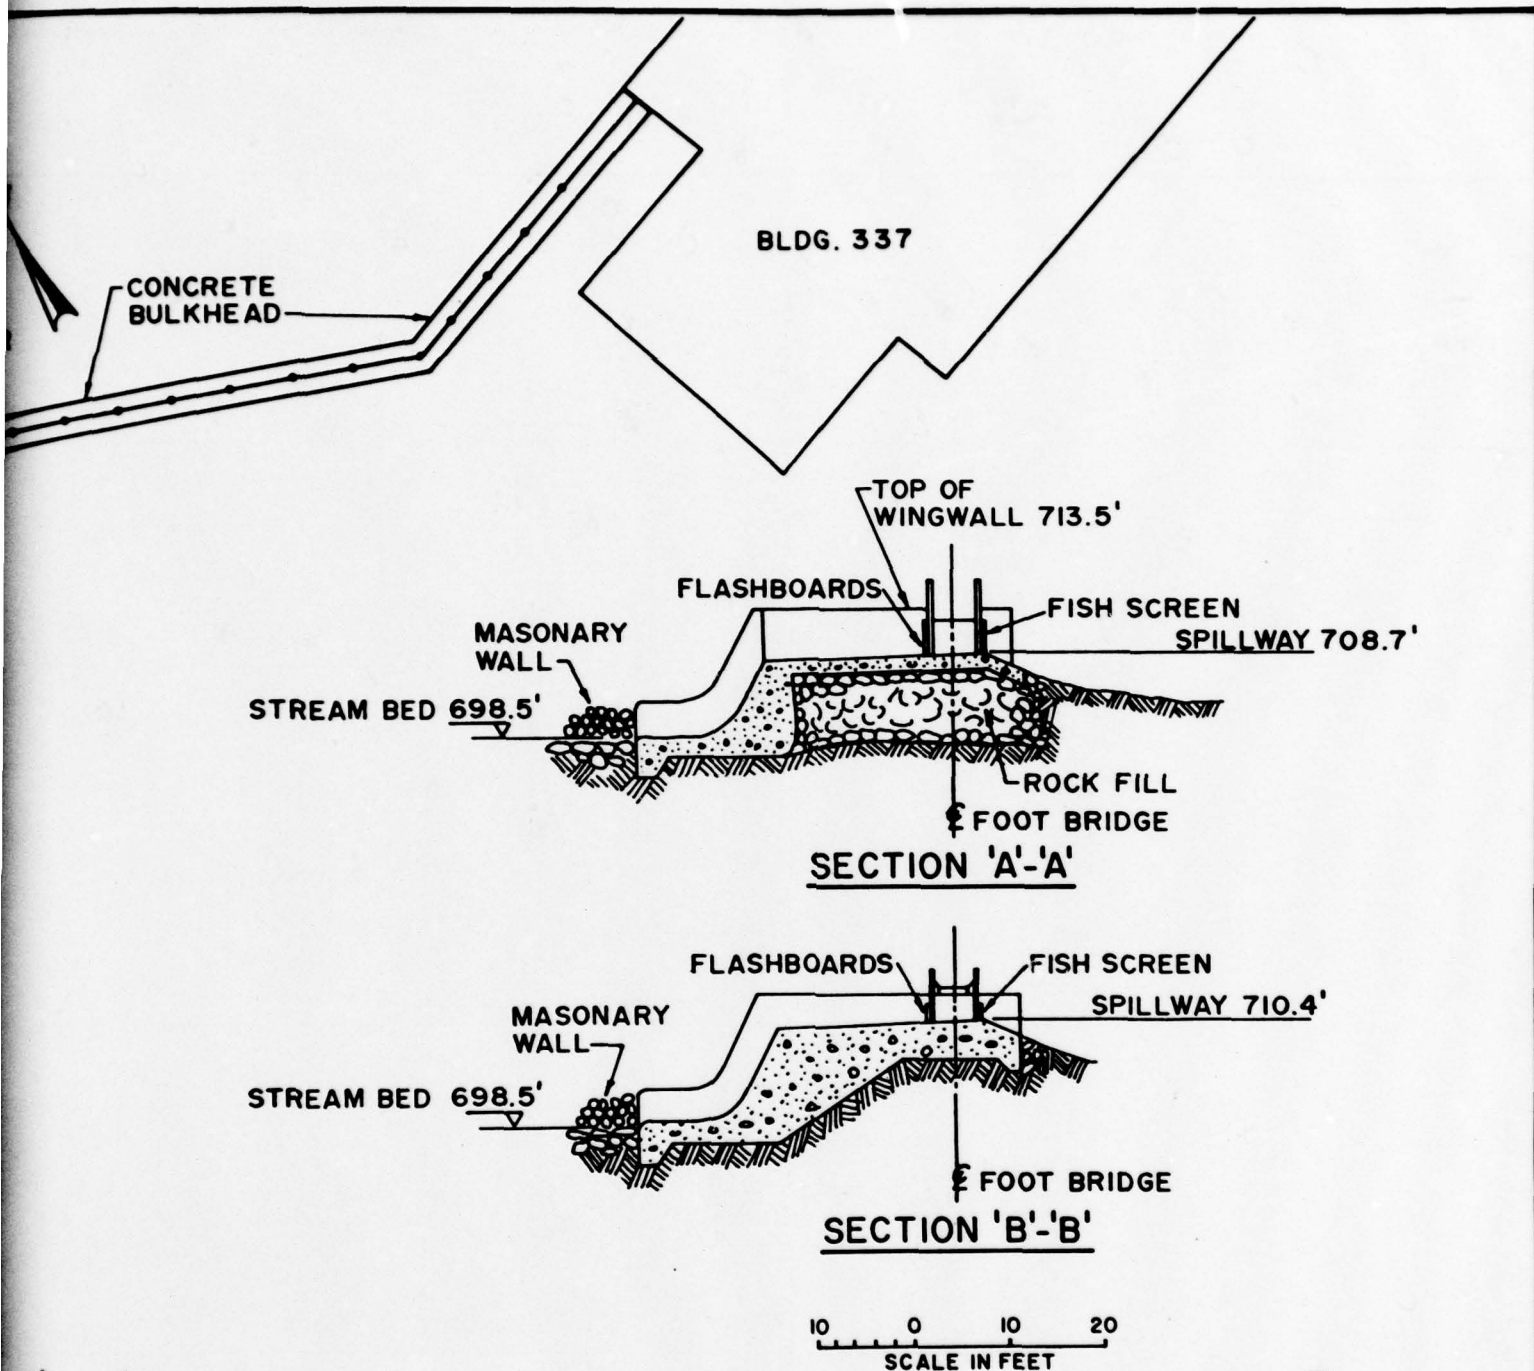 BLDG. 337
CONCRETE
BULKHEAD
TOP OF
WINGWALL 713.5'
FLASHBOARDS
FISH SCREEN
MASONARY
WALL
SPILLWAY 708.7'
STREAM BED 698.5'
ROCK FILL
℄ FOOT BRIDGE
SECTION 'A'-'A'
FLASHBOARDS
FISH SCREEN
SPILLWAY 710.4'
MASONARY
WALL
STREAM BED 698.5'
℄ FOOT BRIDGE
SECTION 'B'-'B'
10 0 10 20
SCALE IN FEET